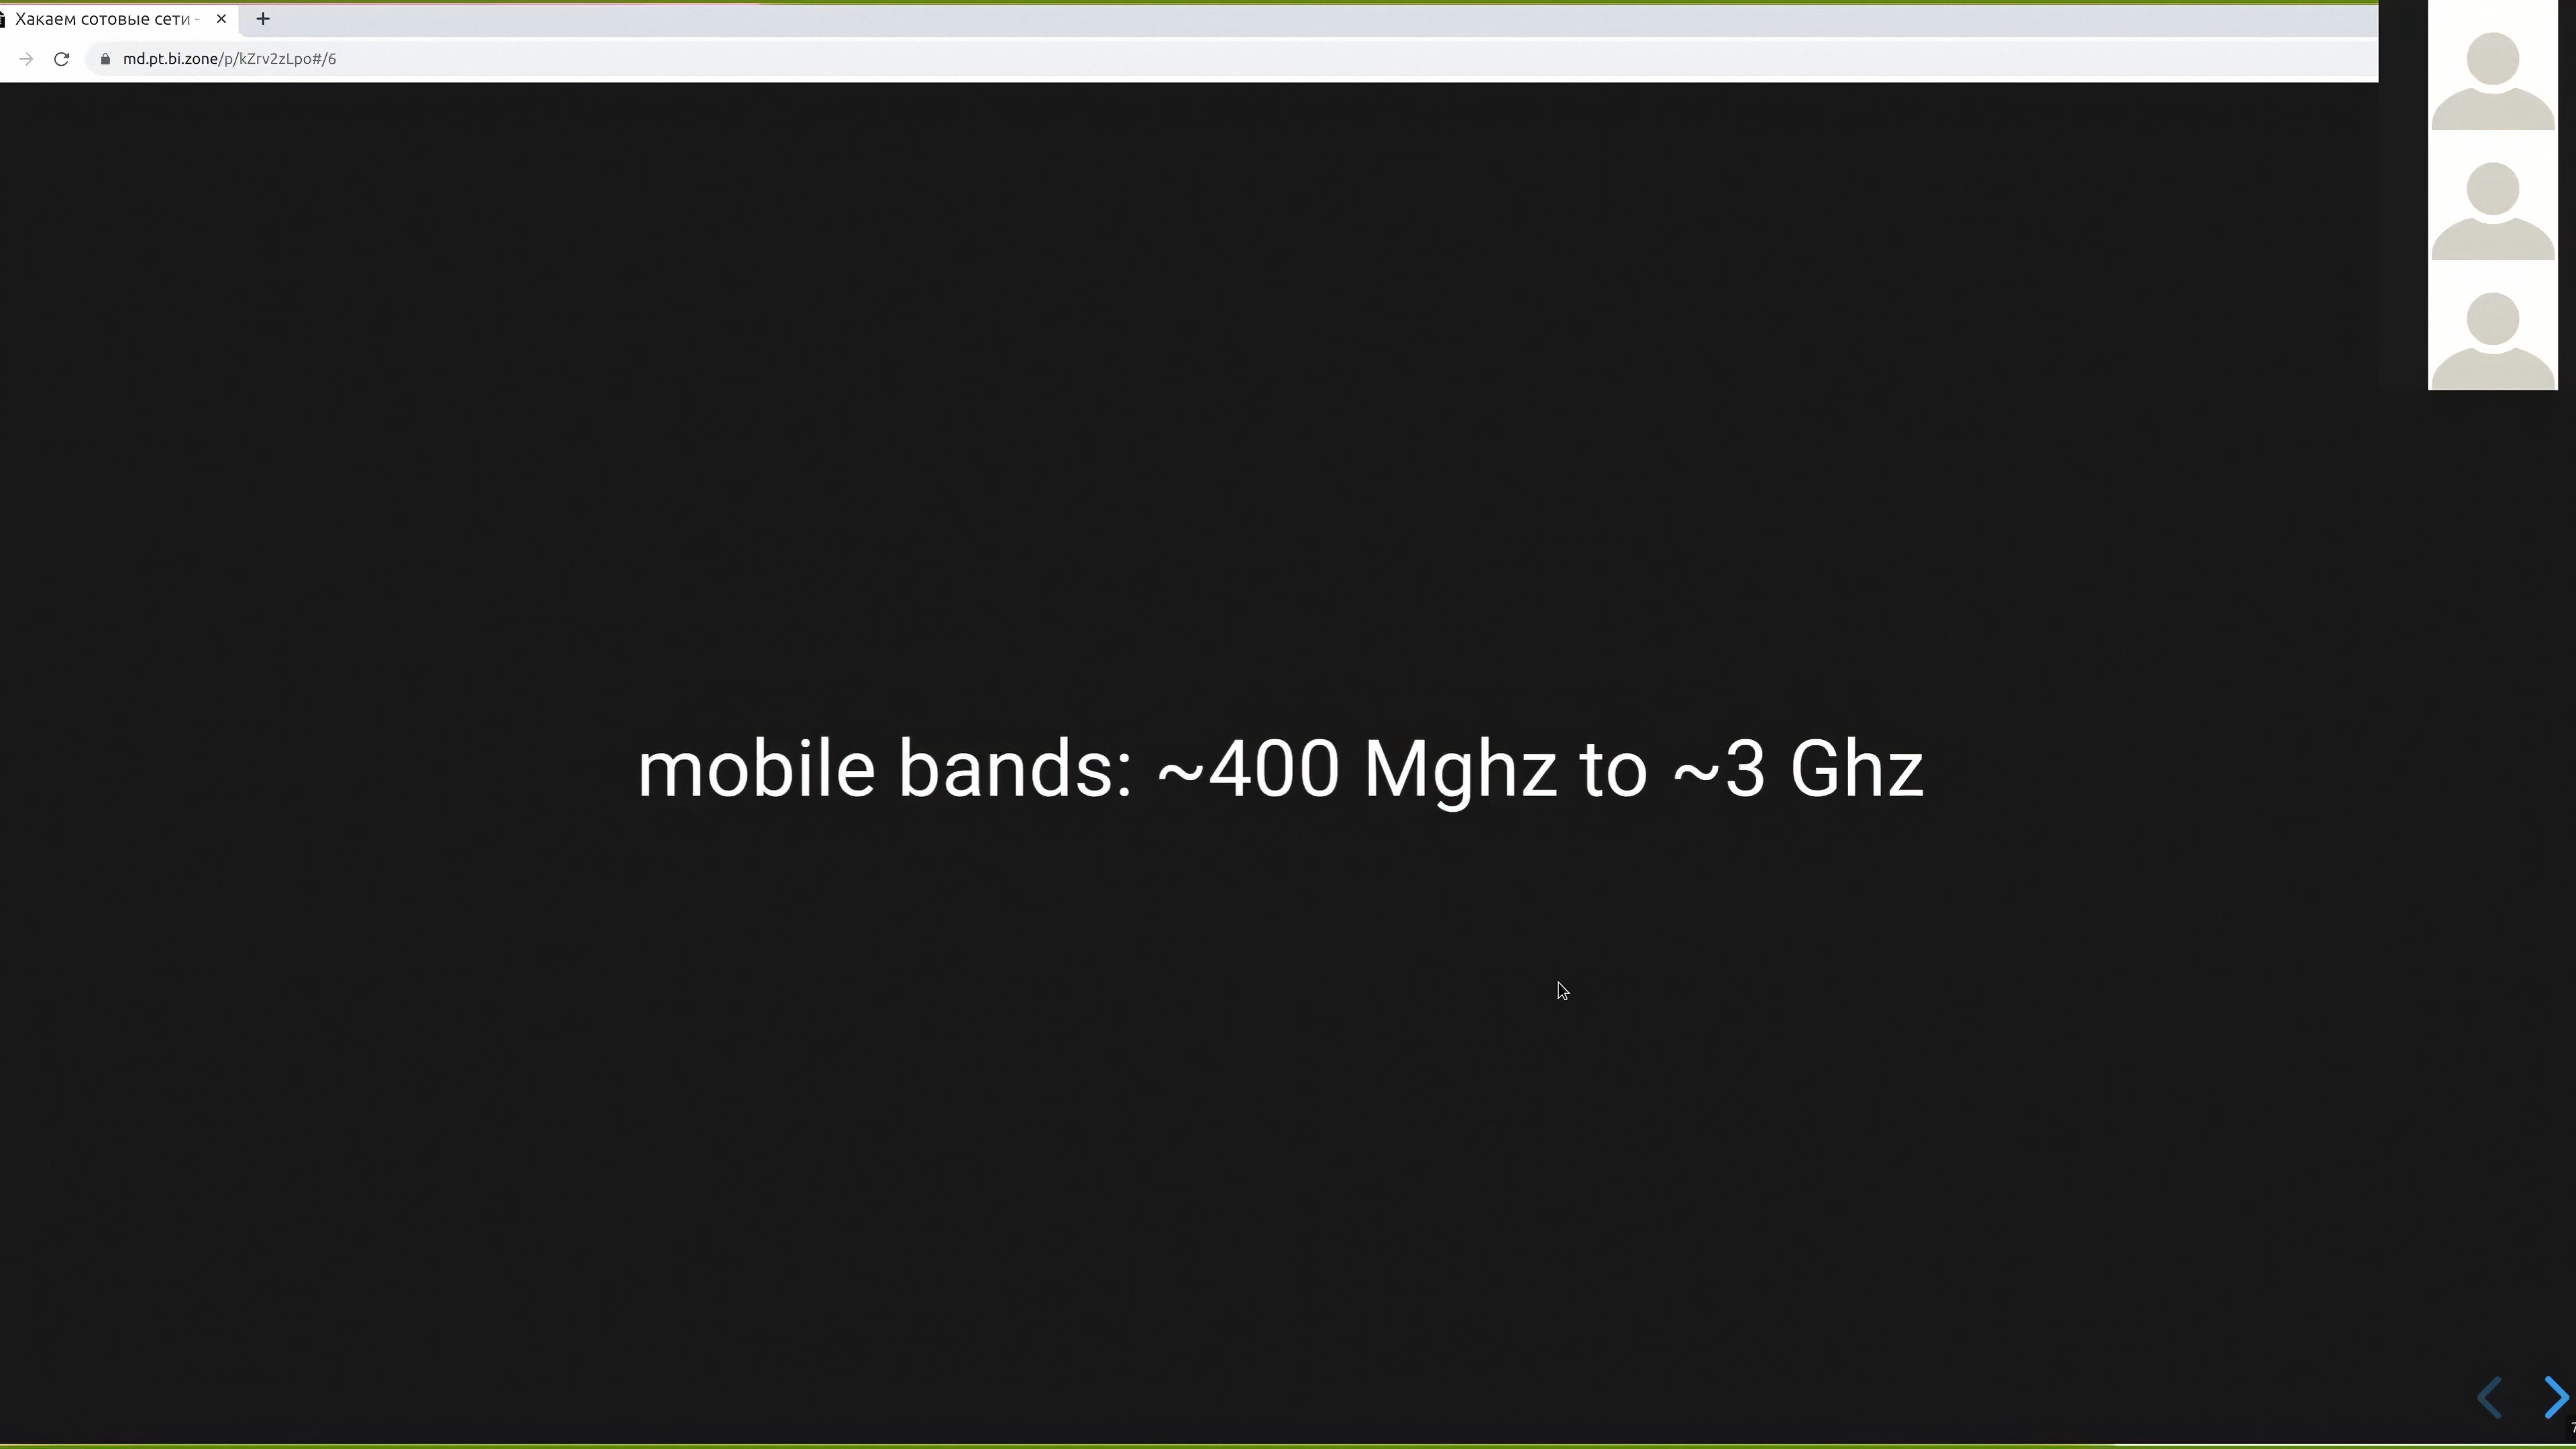 Хакаем сотовые сети -
md.pt.bi.zone/p/kZrv2zLpo#/6
mobile bands: ~400 Mghz to ~3 Ghz